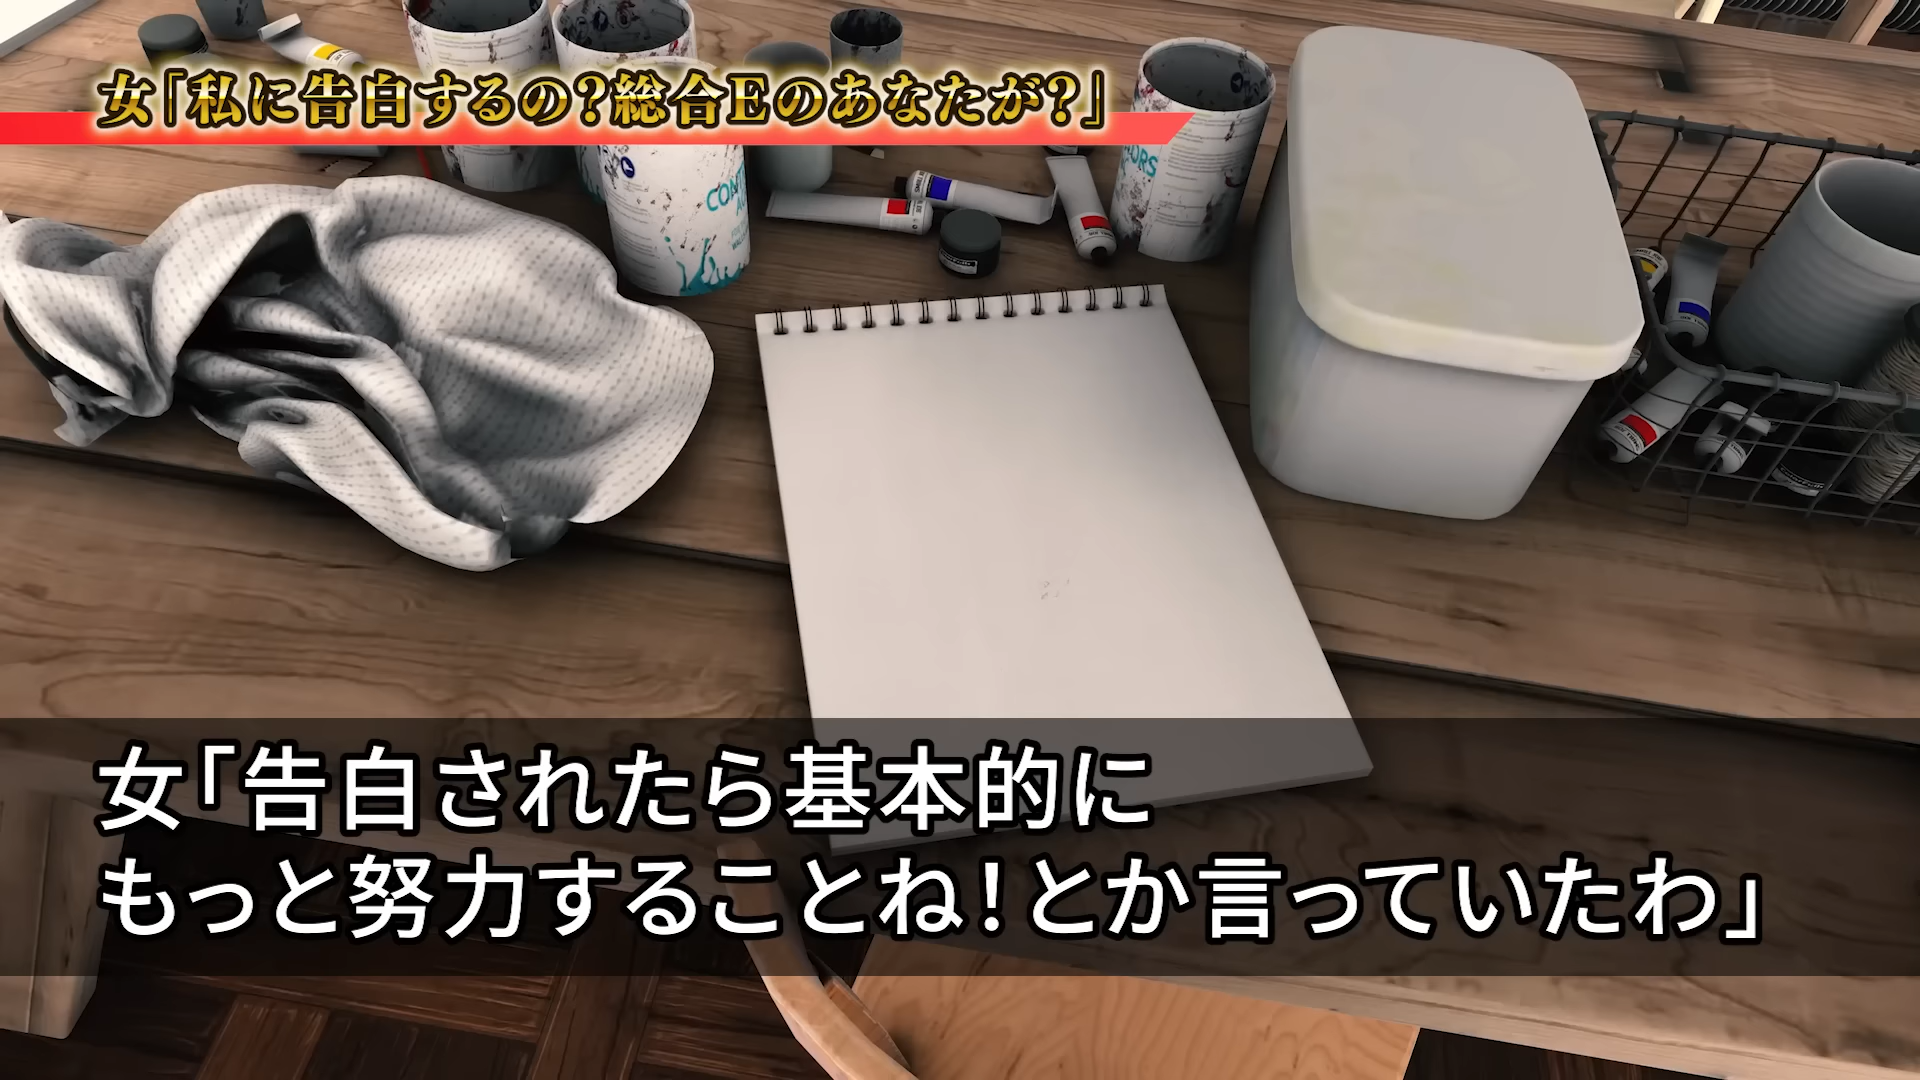 女「私に告白するの?総合Eのあなたが?」
女「告白されたら基本的に
もっと努力することね!とか言っていたわ」